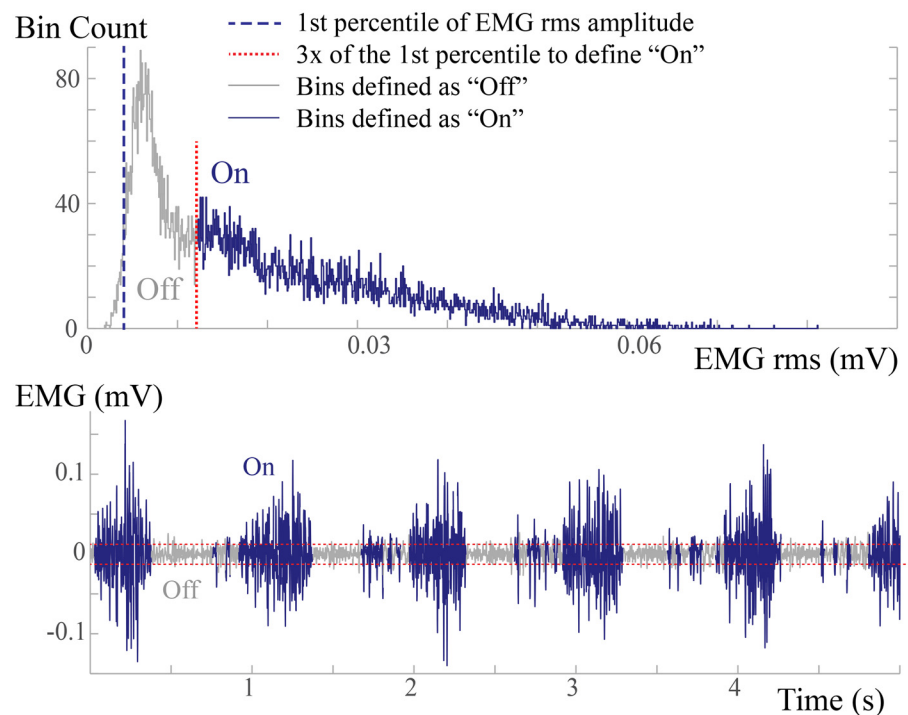 Bin Count
1st percentile of EMG rms amplitude
3x of the 1st percentile to define “On”
Bins defined as “Off”
Bins defined as “On”
80
40
0
On
Off
0 0.03 0.06
EMG rms (mV)
EMG (mV)
0.1
0
-0.1
On
Off
1 2 3 4
Time (s)